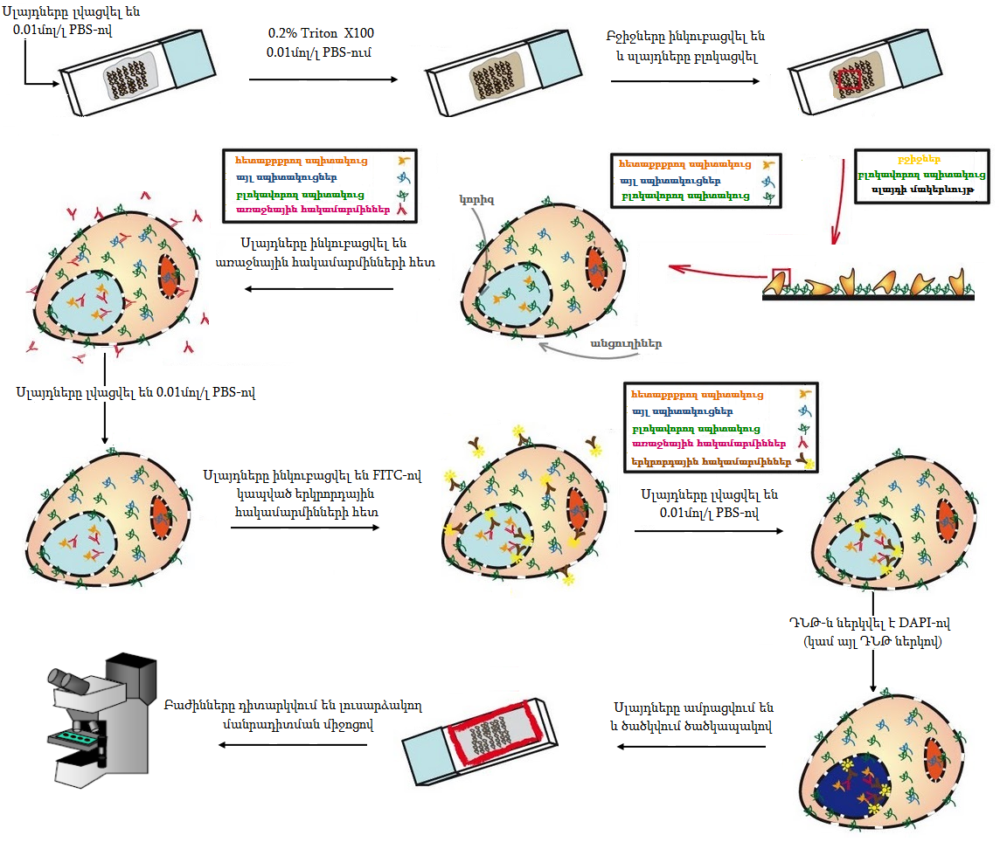 Սլայդները լվացվել են
0.01մոլ/լ PBS-ով
0.2% Triton X100
0.01մոլ/լ PBS-ում
Բջիջները ինկուբացվել են
և սլայդները բլոկացվել
բջիջներ
բլոկավորող սպիտակուց
սլայդի մակերևույթ
հետաքրքրող սպիտակուց
այլ սպիտակուցներ
բլոկավորող սպիտակուց
կորիզ
անցուղիներ
հետաքրքրող սպիտակուց
այլ սպիտակուցներ
բլոկավորող սպիտակուց
առաջնային հակամարմիններ
Սլայդները ինկուբացվել են
առաջնային հակամարմինների հետ
Սլայդները լվացվել են 0.01մոլ/լ PBS-ով
Սլայդները ինկուբացվել են FITC-ով
կապված երկրորդային
հակամարմինների հետ
հետաքրքրող սպիտակուց
այլ սպիտակուցներ
բլոկավորող սպիտակուց
առաջնային հակամարմիններ
երկրորդային հակամարմիններ
Սլայդները լվացվել են
0.01մոլ/լ PBS-ով
ԴՆԹ-ն ներկվել է DAPI-ով
(կամ այլ ԴՆԹ ներկով)
Սլայդները ամրացվում են
և ծածկվում ծածկապակով
Բաժինները դիտարկվում են լուսարձակող
մանրադիտման միջոցով